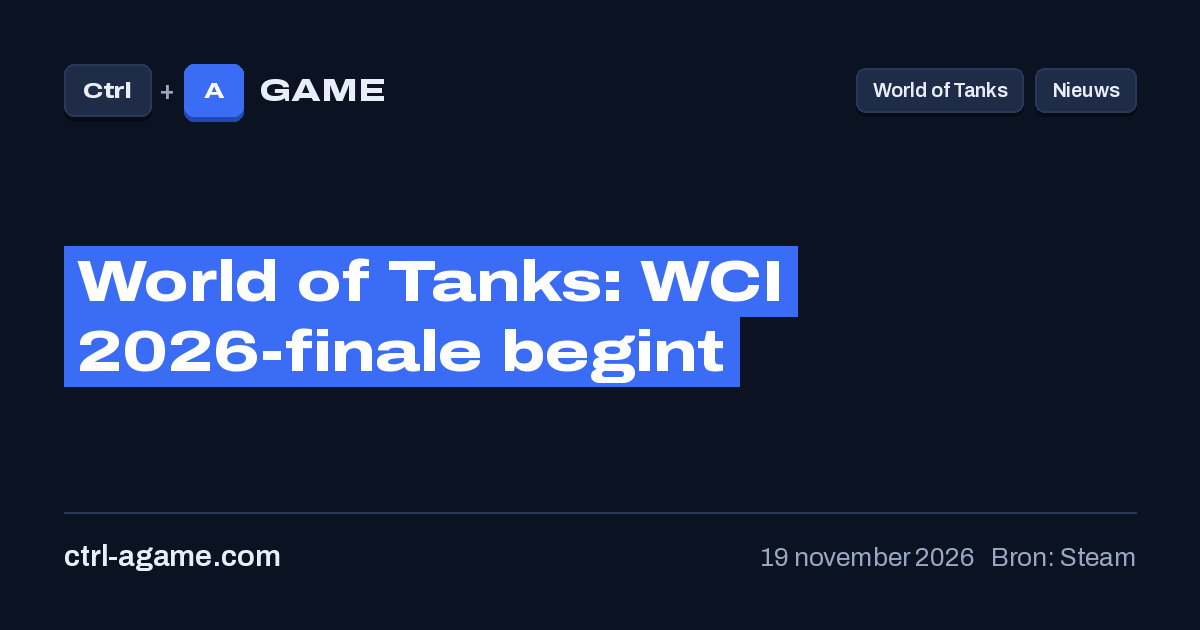 Ctrl + A GAME
World of Tanks Nieuws
World of Tanks: WCI
2026-finale begint
ctrl-agame.com
19 november 2026 Bron: Steam